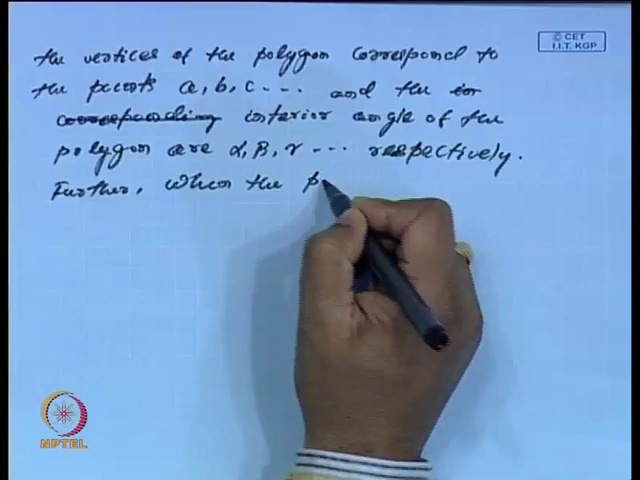 © CET
I.I.T. KGP
the vertices of the polygon correspond to
the points a, b, c .... and the in
corresponding interior angle of the
polygon are α, β, γ ... respectively.
Further, when the p
NPTEL